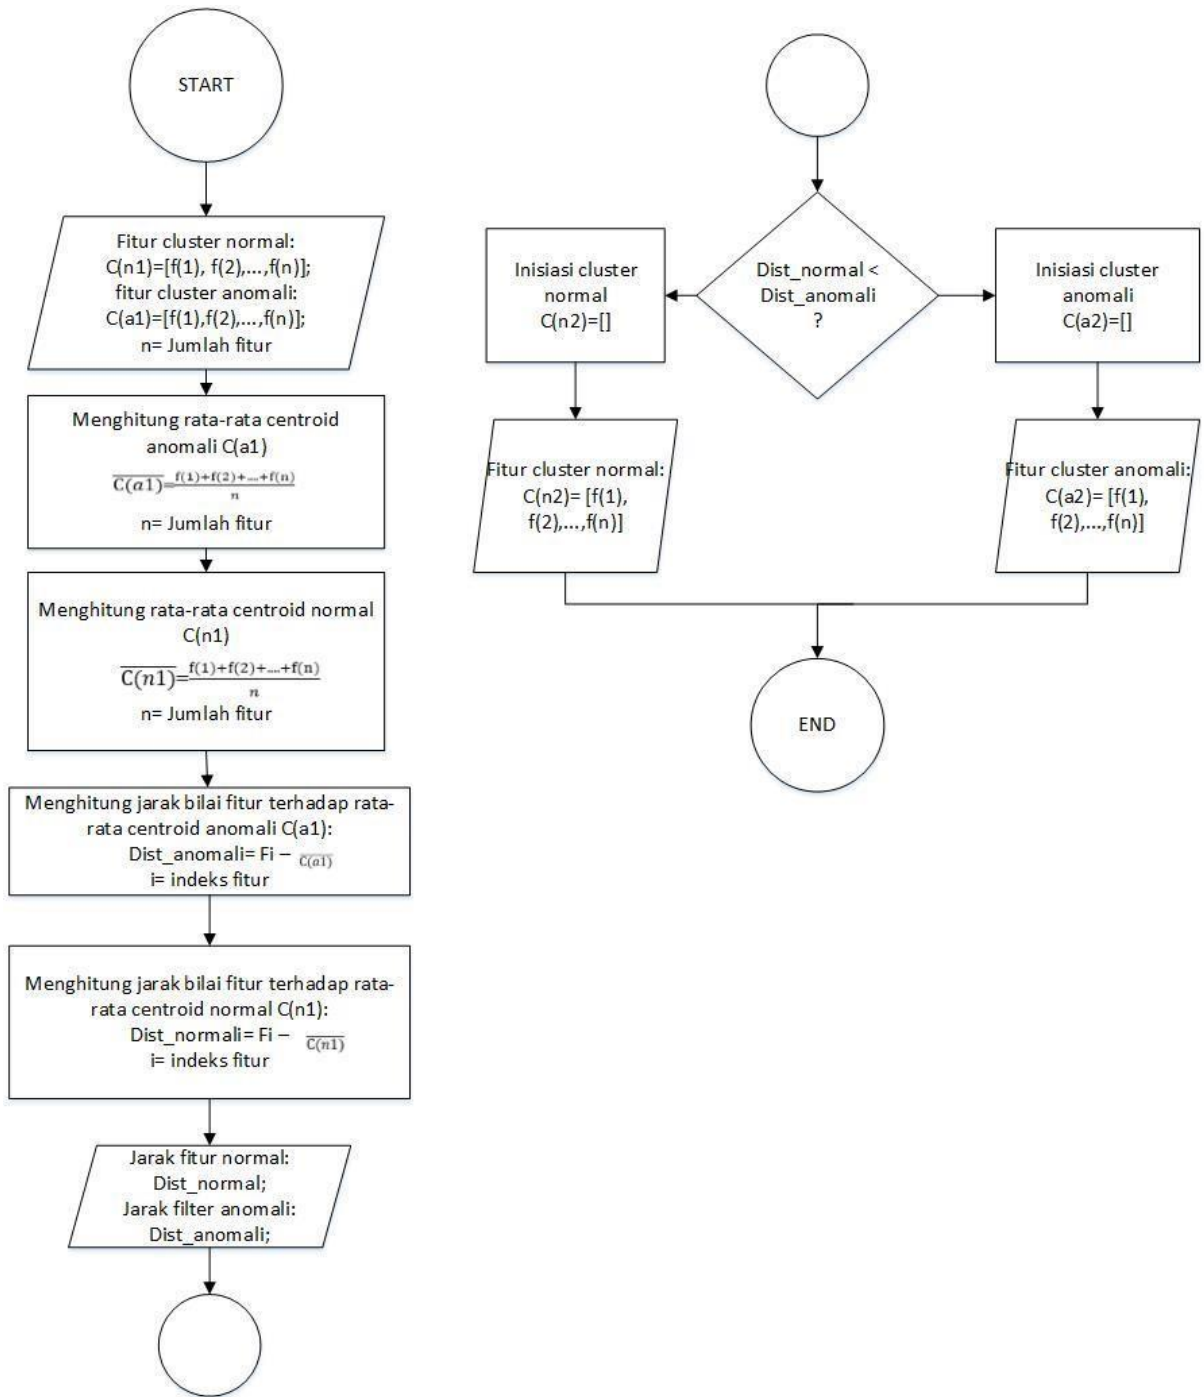 START
Fitur cluster normal:
C(n1)=[f(1), f(2),...,f(n)];
fitur cluster anomali:
C(a1)=[f(1),f(2),...,f(n)];
n= Jumlah fitur
Menghitung rata-rata centroid
anomali C(a1)
C(a1)=f(1)+f(2)+...+f(n)
n
n= Jumlah fitur
Menghitung rata-rata centroid normal
C(n1)
C(n1)=f(1)+f(2)+....+f(n)
n
n= Jumlah fitur
Menghitung jarak bilai fitur terhadap rata-
rata centroid anomali C(a1):
Dist_anomali= Fi – C(a1)
i= indeks fitur
Menghitung jarak bilai fitur terhadap rata-
rata centroid normal C(n1):
Dist_normali= Fi – C(n1)
i= indeks fitur
Jarak fitur normal:
Dist_normal;
Jarak filter anomali:
Dist_anomali;
Dist_normal <
Dist_anomali
?
Inisiasi cluster
normal
C(n2)=[]
Fitur cluster normal:
C(n2)= [f(1),
f(2),...,f(n)]
Inisiasi cluster
anomali
C(a2)=[]
Fitur cluster anomali:
C(a2)= [f(1),
f(2),...,f(n)]
END